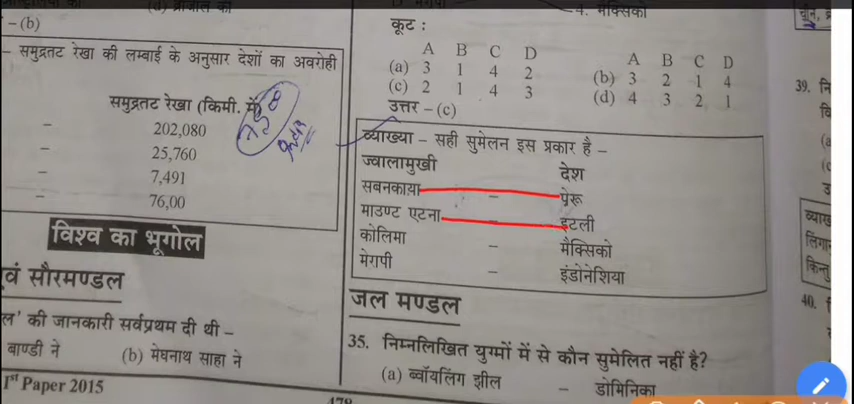 (d) ब्राजील का
– (b)
– समुद्रतट रेखा की लम्बाई के अनुसार देशों का अवरोही
समुद्रतट रेखा (किमी. में)
– 202,080
– 25,760
– 7,491
– 76,00
विश्व का भूगोल
वं सौरमण्डल
ल' की जानकारी सर्वप्रथम दी थी –
बाण्डी ने (b) मेघनाथ साहा ने
Ist Paper 2015
4. मैक्सिको
कूट :
A B C D
(a) 3 1 4 2
(c) 2 1 4 3
A B C D
(b) 3 2 1 4
(d) 4 3 2 1
उत्तर – (c)
व्याख्या – सही सुमेलन इस प्रकार है –
ज्वालामुखी देश
सबनकाया – पेरू
माउण्ट एटना – इटली
कोलिमा – मैक्सिको
मेरापी – इंडोनेशिया
जल मण्डल
35. निम्नलिखित युग्मों में से कौन सुमेलित नहीं है?
(a) ब्वॉयलिंग झील – डोमिनिका
39. नि
वि
(a
(c
उ
व्याख
लिंगा
किन्तु
40.